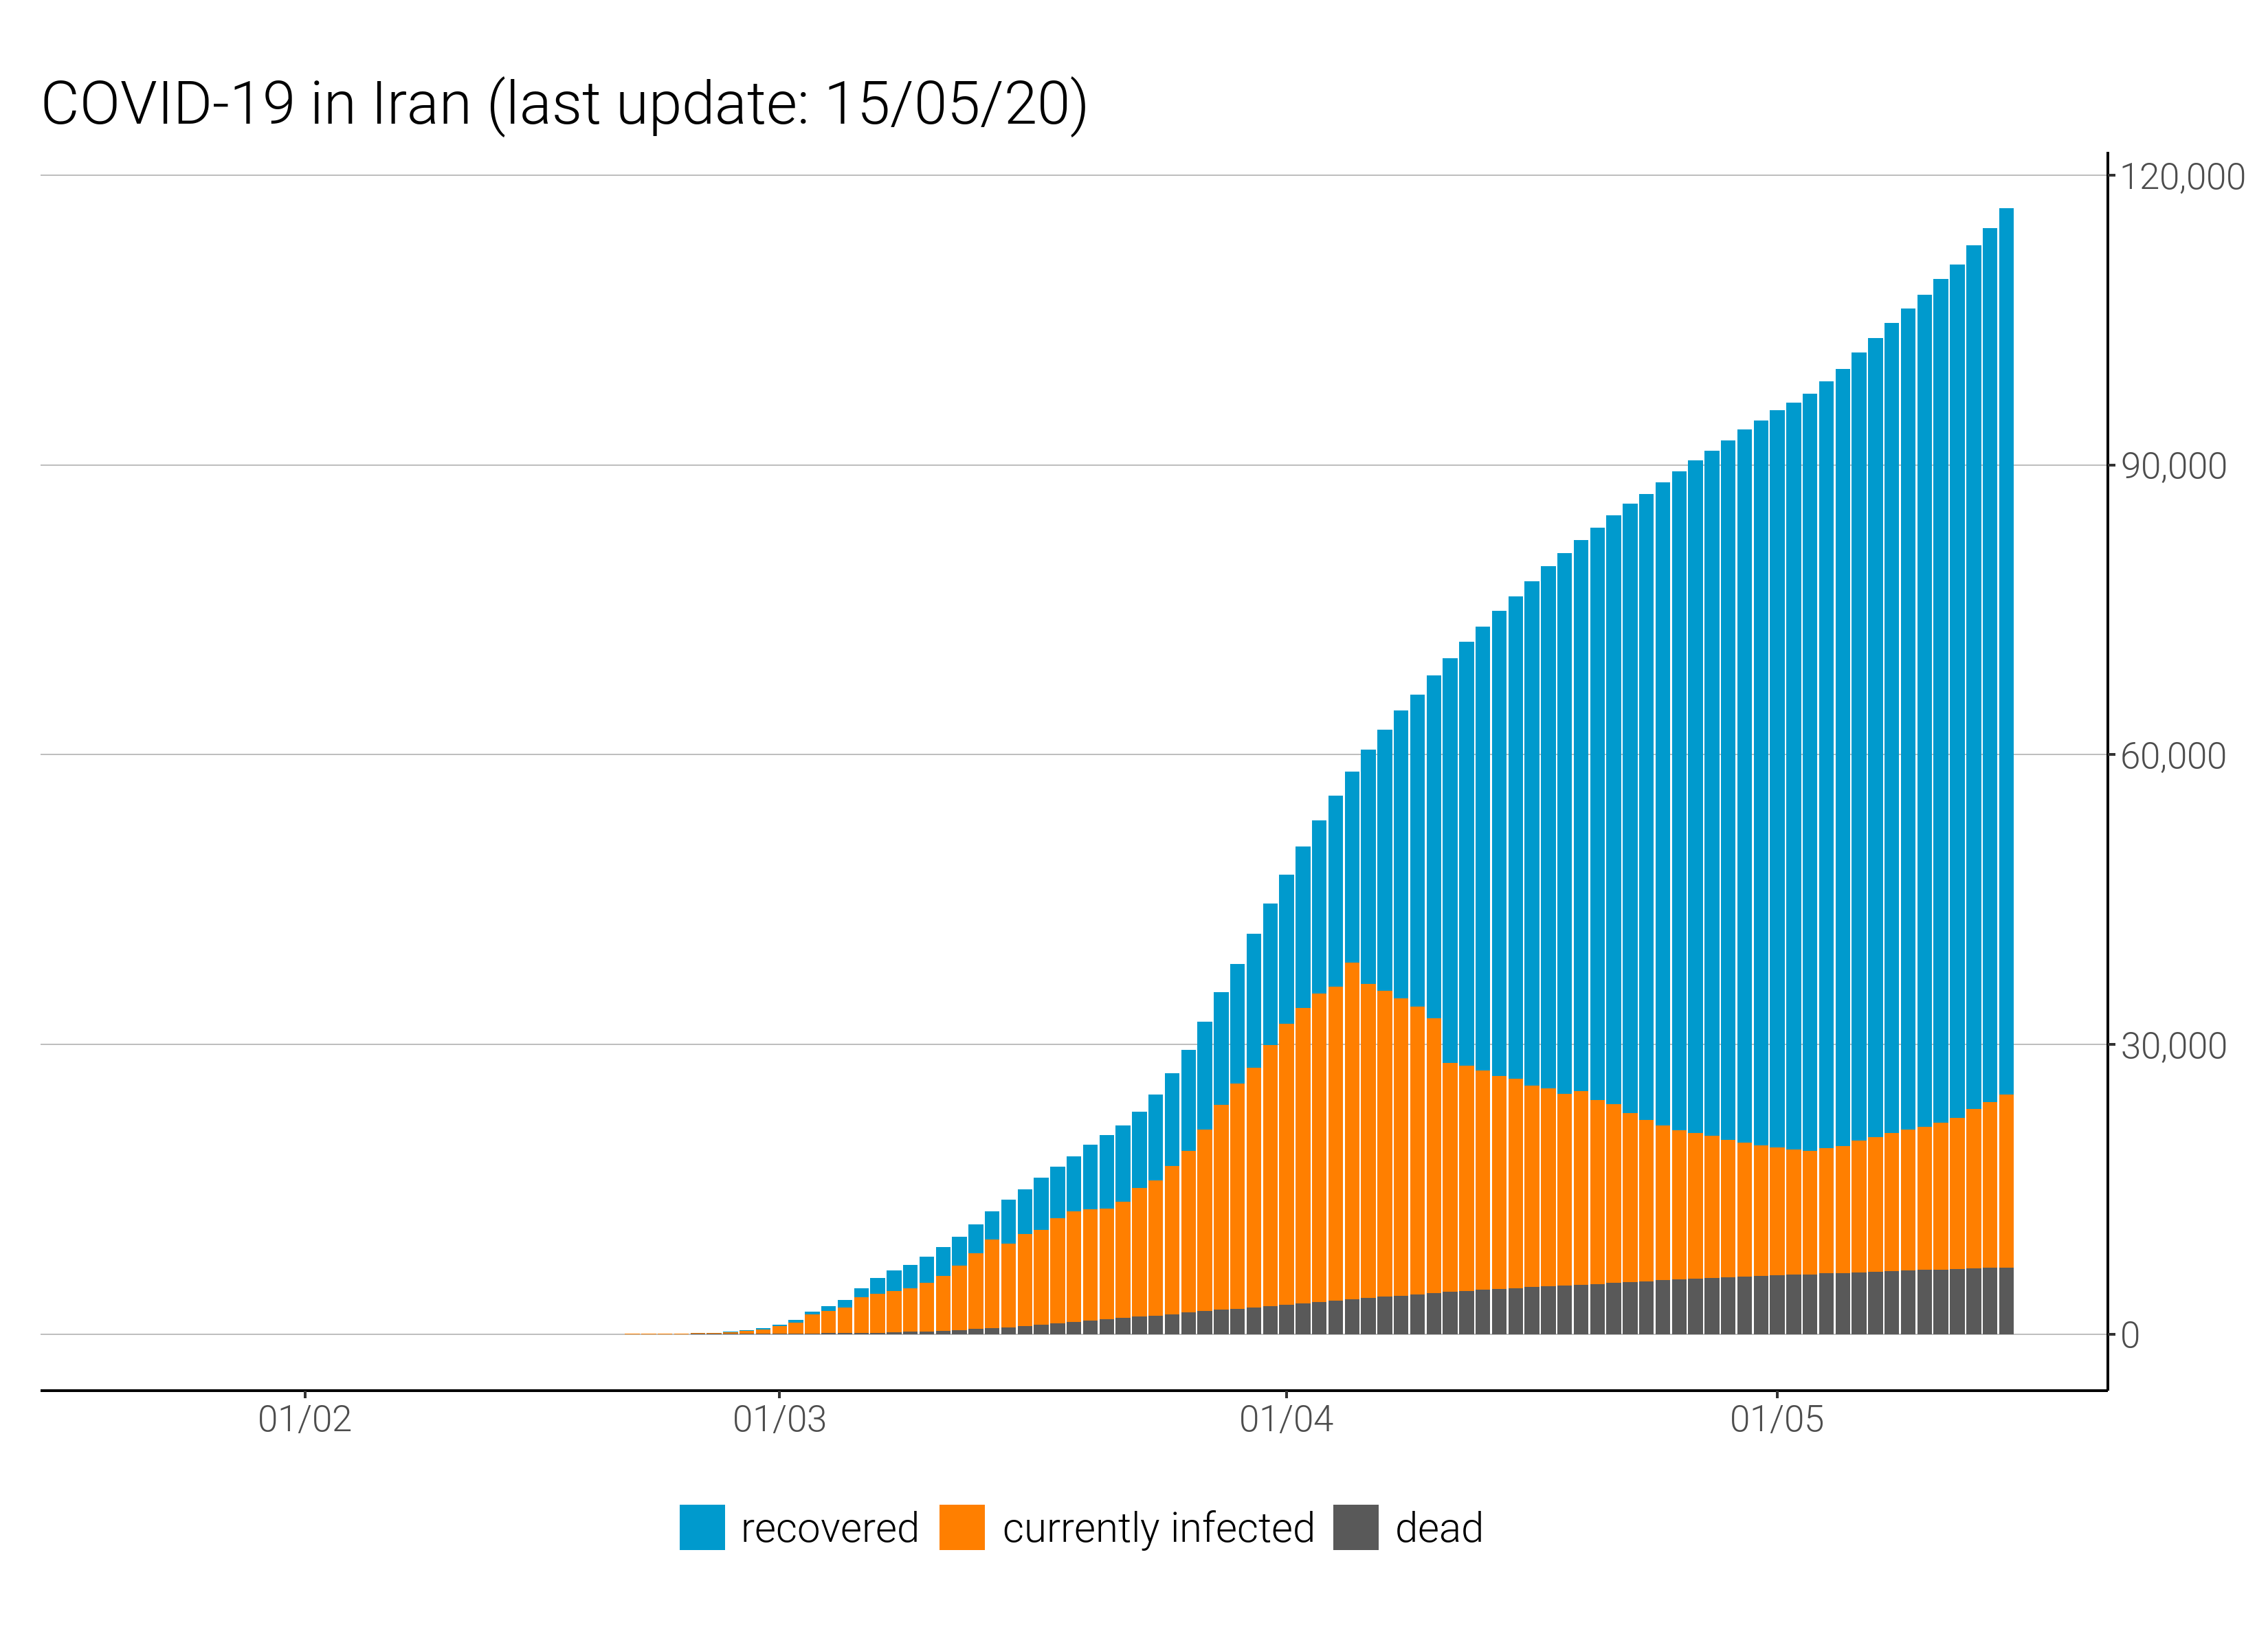 COVID-19 in Iran (last update: 15/05/20)
120,000
90,000
60,000
30,000
0
01/02 01/03 01/04 01/05
recovered currently infected dead